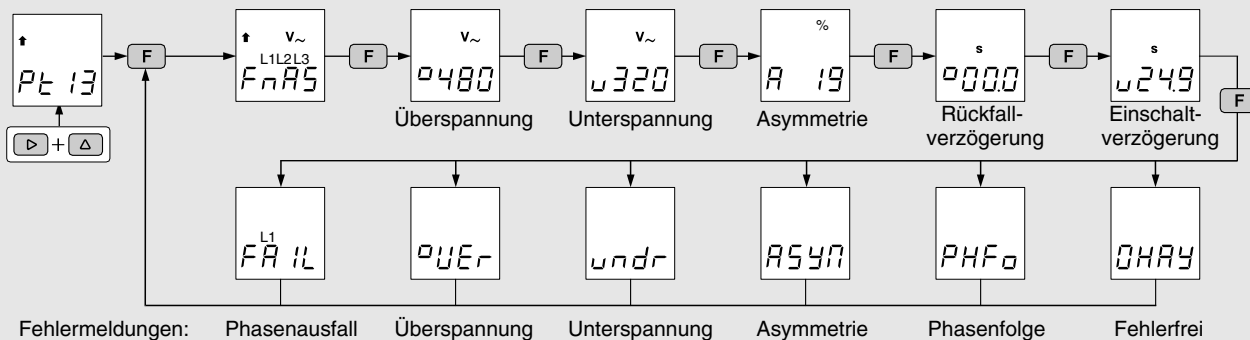 Pt 13
F
V~
L1L2L3
FnAS
F
V~
o480
F
V~
u320
F
%
A 19
F
s
o00.0
F
s
u24.9
F
Überspannung
Unterspannung
Asymmetrie
Rückfall-
verzögerung
Einschalt-
verzögerung
+
L1
FAIL
oUEr
undr
ASYM
PHFo
OHAY
Fehlermeldungen: Phasenausfall Überspannung Unterspannung Asymmetrie Phasenfolge Fehlerfrei